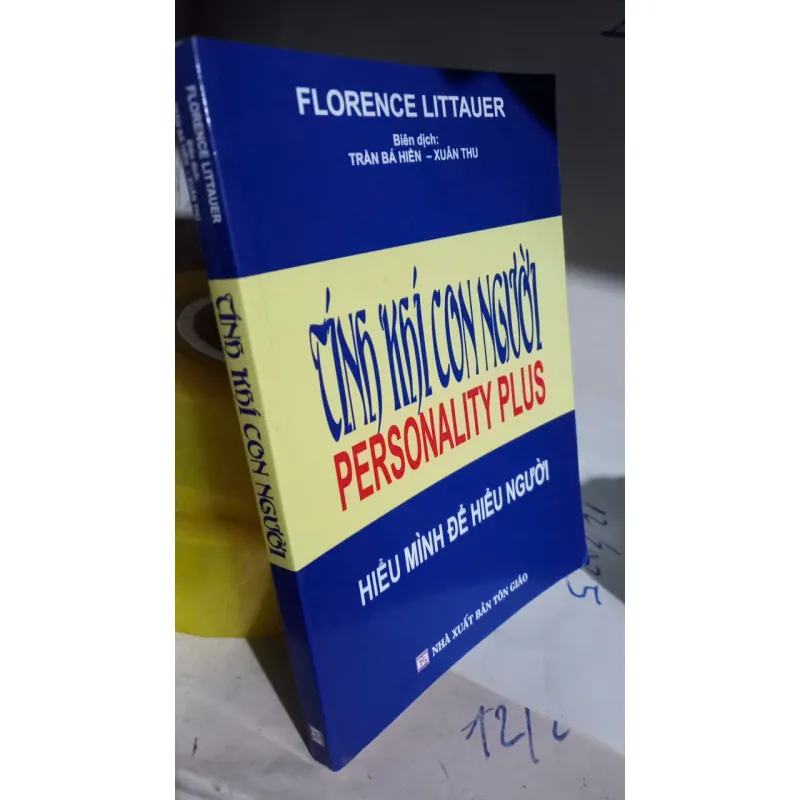 FLORENCE LITTAUER
Biên dịch:
TRẦN BÁ HIỀN – XUÂN THU
TÍNH KHÍ CON NGƯỜI
PERSONALITY PLUS
HIỂU MÌNH ĐỂ HIỂU NGƯỜI
NHÀ XUẤT BẢN TÔN GIÁO
FLORENCE LITTAUER
TÍNH KHÍ CON NGƯỜI